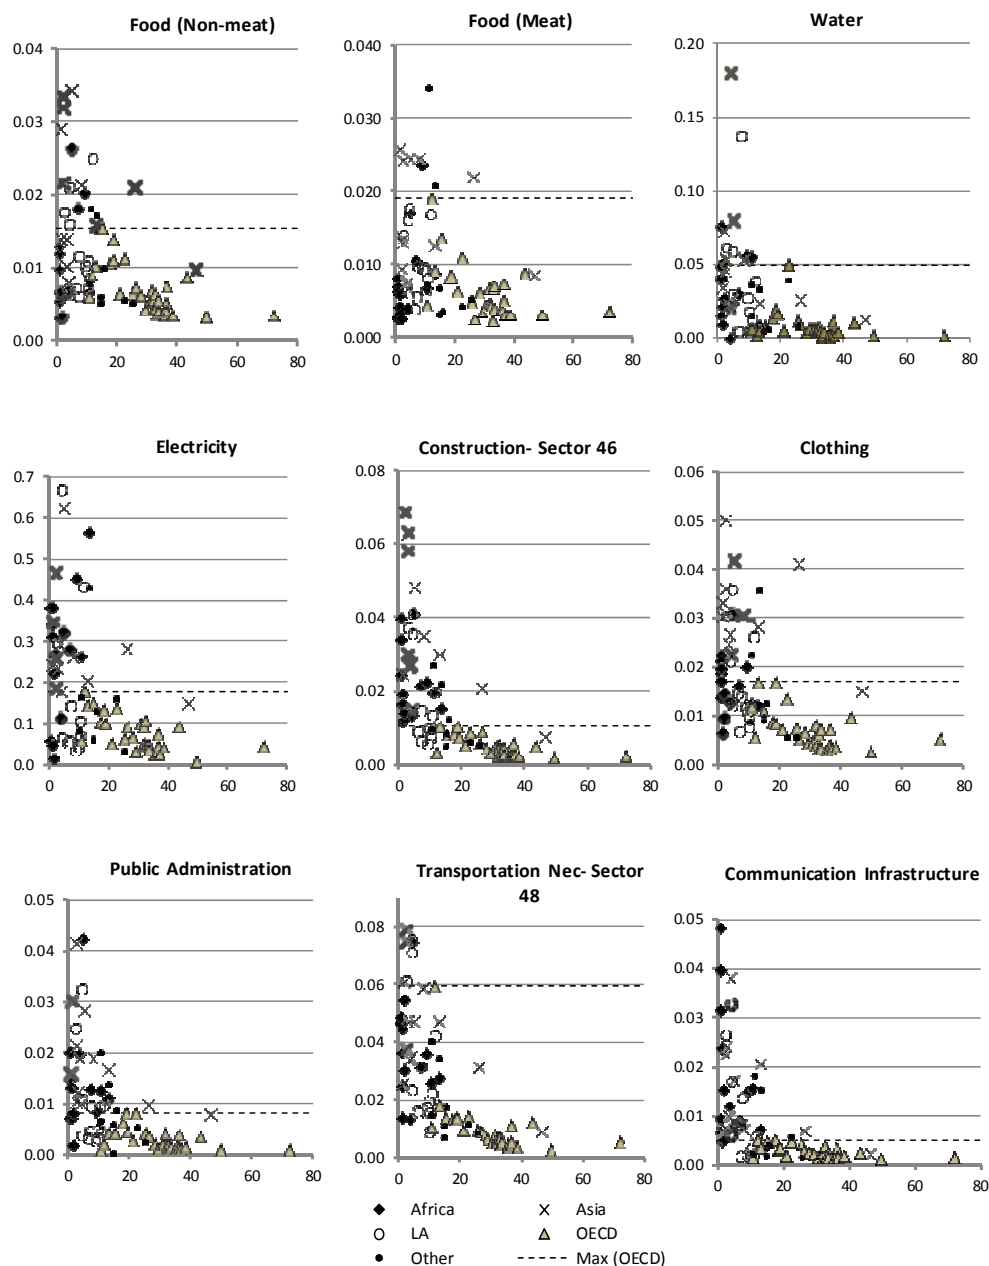 Food (Non-meat)
0.04
0.03
0.02
0.01
0.00
0 20 40 60 80
Food (Meat)
0.040
0.030
0.020
0.010
0.000
0 20 40 60 80
Water
0.20
0.15
0.10
0.05
0.00
0 20 40 60 80
Electricity
0.7
0.6
0.5
0.4
0.3
0.2
0.1
0.0
0 20 40 60 80
Construction- Sector 46
0.08
0.06
0.04
0.02
0.00
0 20 40 60 80
Clothing
0.06
0.05
0.04
0.03
0.02
0.01
0.00
0 20 40 60 80
Public Administration
0.05
0.04
0.03
0.02
0.01
0.00
0 20 40 60 80
Transportation Nec- Sector
48
0.08
0.06
0.04
0.02
0.00
0 20 40 60 80
Communication Infrastructure
0.05
0.04
0.03
0.02
0.01
0.00
0 20 40 60 80
Africa
Asia
LA
OECD
Other
Max (OECD)